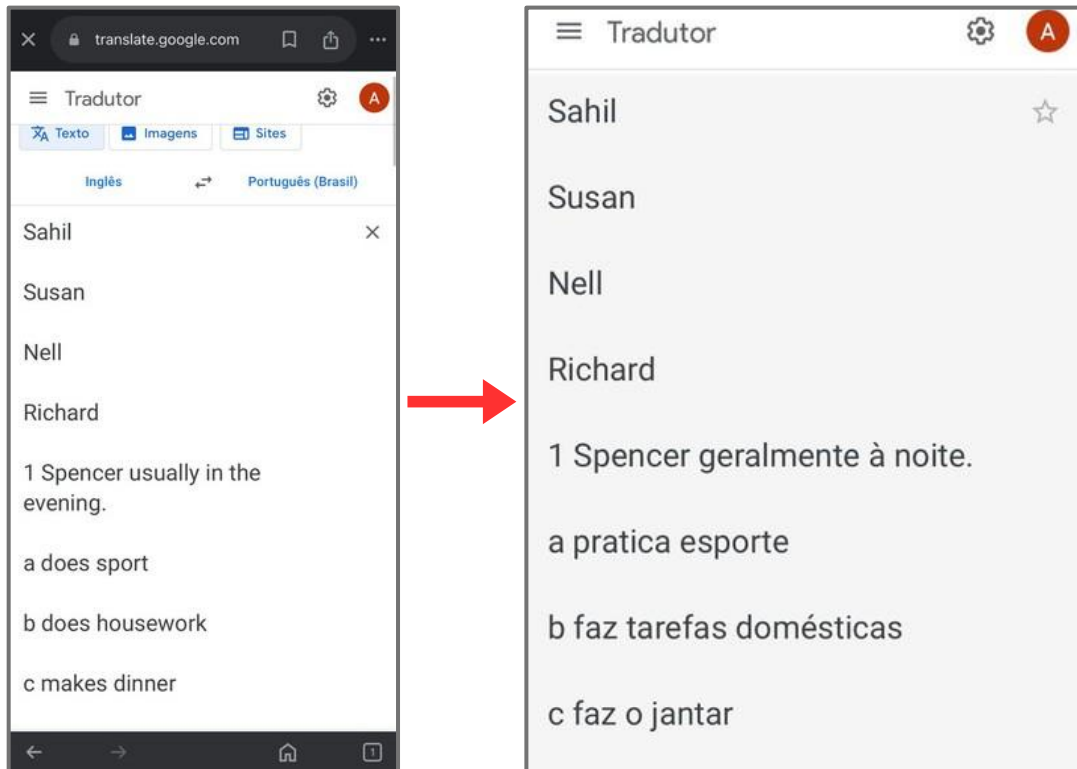 translate.google.com
Tradutor
A
Texto
Imagens
Sites
Inglês
Português (Brasil)
Sahil
Susan
Nell
Richard
1 Spencer usually in the
evening.
a does sport
b does housework
c makes dinner
1
Tradutor
A
Sahil
Susan
Nell
Richard
1 Spencer geralmente à noite.
a pratica esporte
b faz tarefas domésticas
c faz o jantar